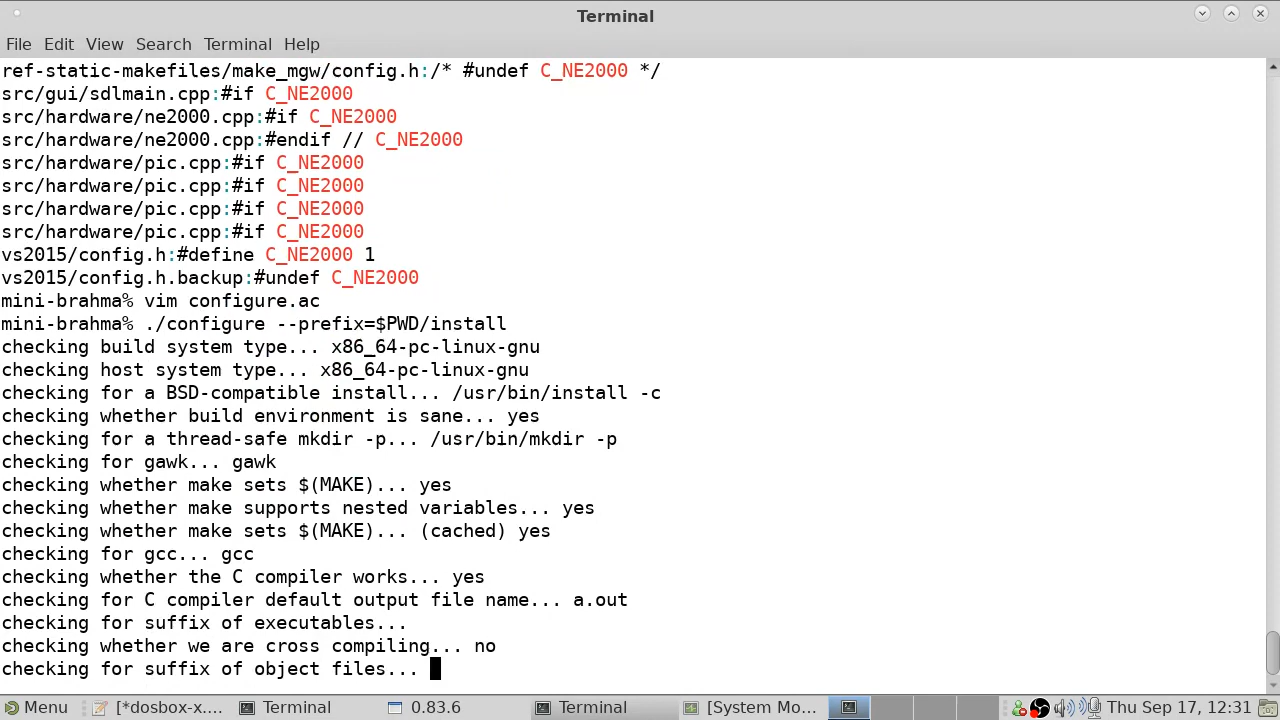 Terminal
File Edit View Search Terminal Help
ref-static-makefiles/make_mgw/config.h:/* #undef C_NE2000 */
src/gui/sdlmain.cpp:#if C_NE2000
src/hardware/ne2000.cpp:#if C_NE2000
src/hardware/ne2000.cpp:#endif // C_NE2000
src/hardware/pic.cpp:#if C_NE2000
src/hardware/pic.cpp:#if C_NE2000
src/hardware/pic.cpp:#if C_NE2000
src/hardware/pic.cpp:#if C_NE2000
vs2015/config.h:#define C_NE2000 1
vs2015/config.h.backup:#undef C_NE2000
mini-brahma% vim configure.ac
mini-brahma% ./configure --prefix=$PWD/install
checking build system type... x86_64-pc-linux-gnu
checking host system type... x86_64-pc-linux-gnu
checking for a BSD-compatible install... /usr/bin/install -c
checking whether build environment is sane... yes
checking for a thread-safe mkdir -p... /usr/bin/mkdir -p
checking for gawk... gawk
checking whether make sets $(MAKE)... yes
checking whether make supports nested variables... yes
checking whether make sets $(MAKE)... (cached) yes
checking for gcc... gcc
checking whether the C compiler works... yes
checking for C compiler default output file name... a.out
checking for suffix of executables...
checking whether we are cross compiling... no
checking for suffix of object files...
Menu [*dosbox-x.... Terminal 0.83.6 Terminal [System Mo... Thu Sep 17, 12:31